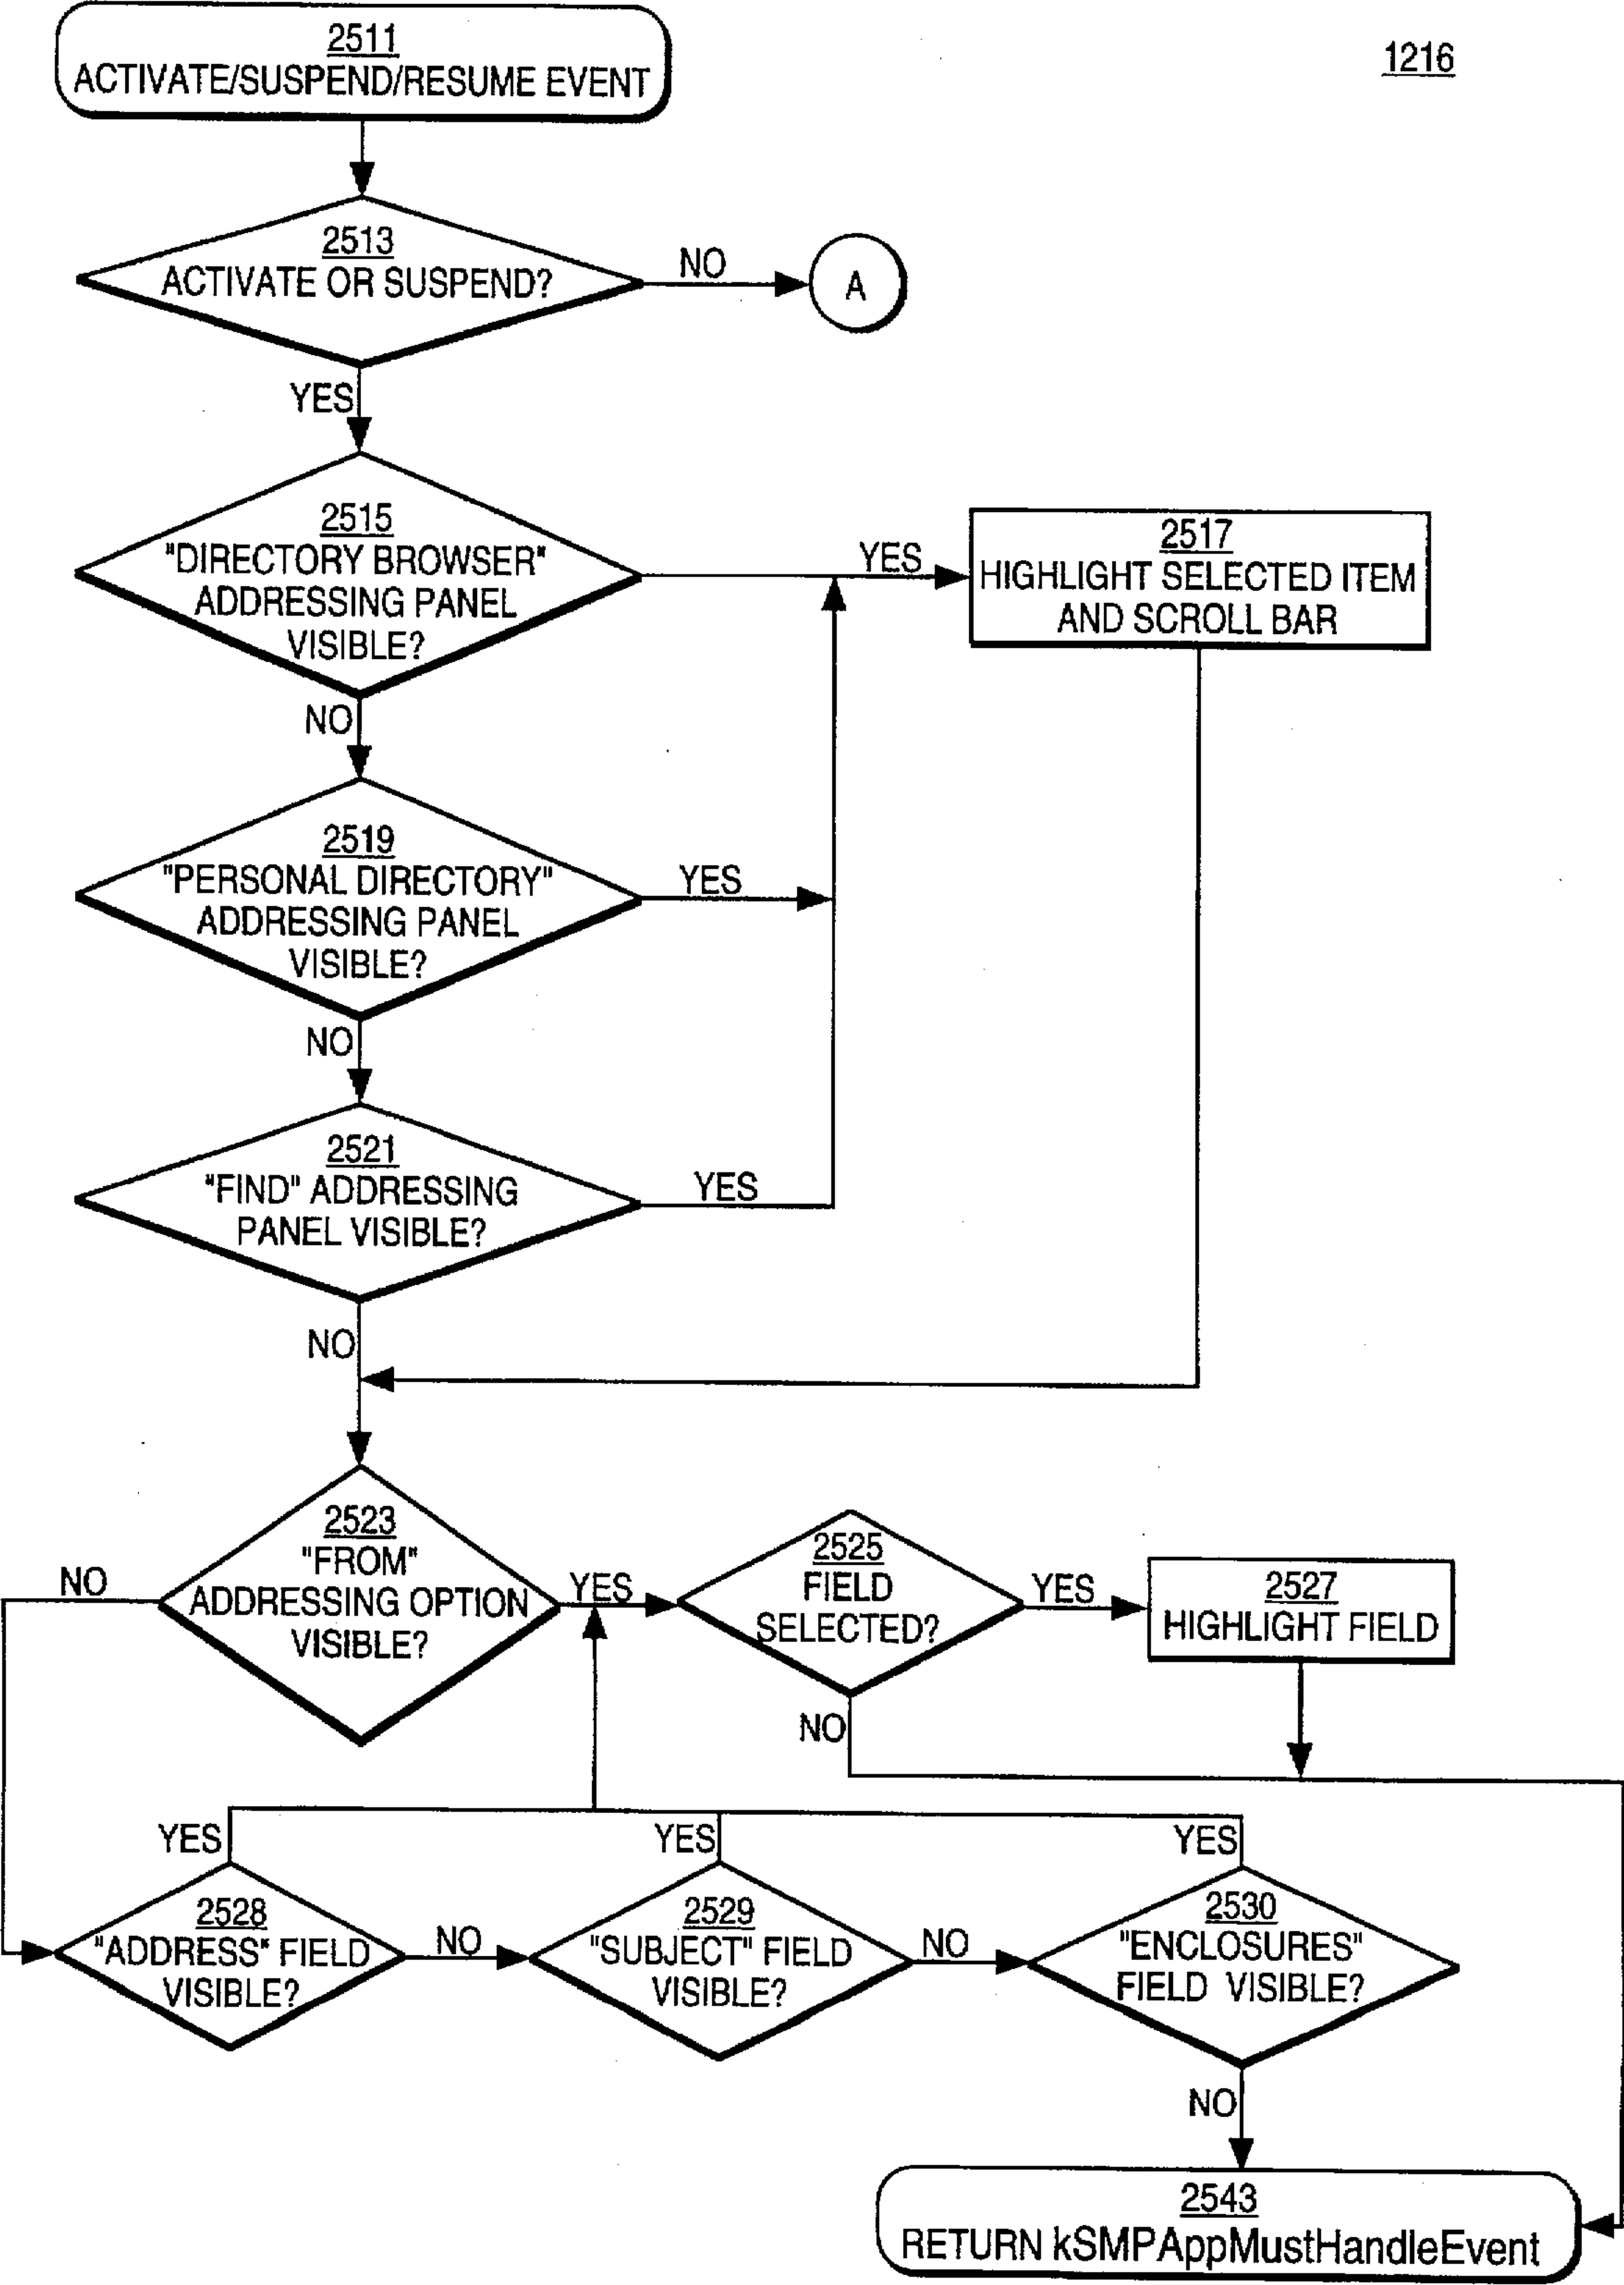 2511
ACTIVATE/SUSPEND/RESUME EVENT
1216
2513
ACTIVATE OR SUSPEND?
NO
A
YES
2515
"DIRECTORY BROWSER"
ADDRESSING PANEL
VISIBLE?
YES
2517
HIGHLIGHT SELECTED ITEM
AND SCROLL BAR
NO
2519
"PERSONAL DIRECTORY"
ADDRESSING PANEL
VISIBLE?
YES
NO
2521
"FIND" ADDRESSING
PANEL VISIBLE?
YES
NO
2523
"FROM"
ADDRESSING OPTION
VISIBLE?
NO
YES
2525
FIELD
SELECTED?
YES
2527
HIGHLIGHT FIELD
NO
YES
YES
YES
2528
"ADDRESS" FIELD
VISIBLE?
NO
2529
"SUBJECT" FIELD
VISIBLE?
NO
2530
"ENCLOSURES"
FIELD VISIBLE?
NO
2543
RETURN kSMPAppMustHandleEvent